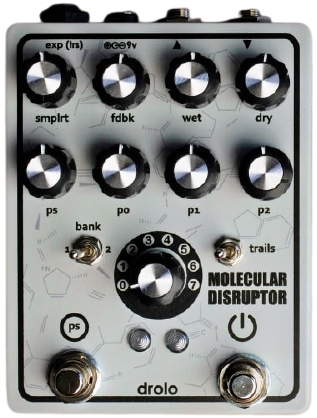 exp (trs) 9v
smplrt fdbk wet dry
ps p0 p1 p2
bank
1 2
trails
0 1 2 3 4 5 6 7
MOLECULAR
DISRUPTOR
ps
drolo